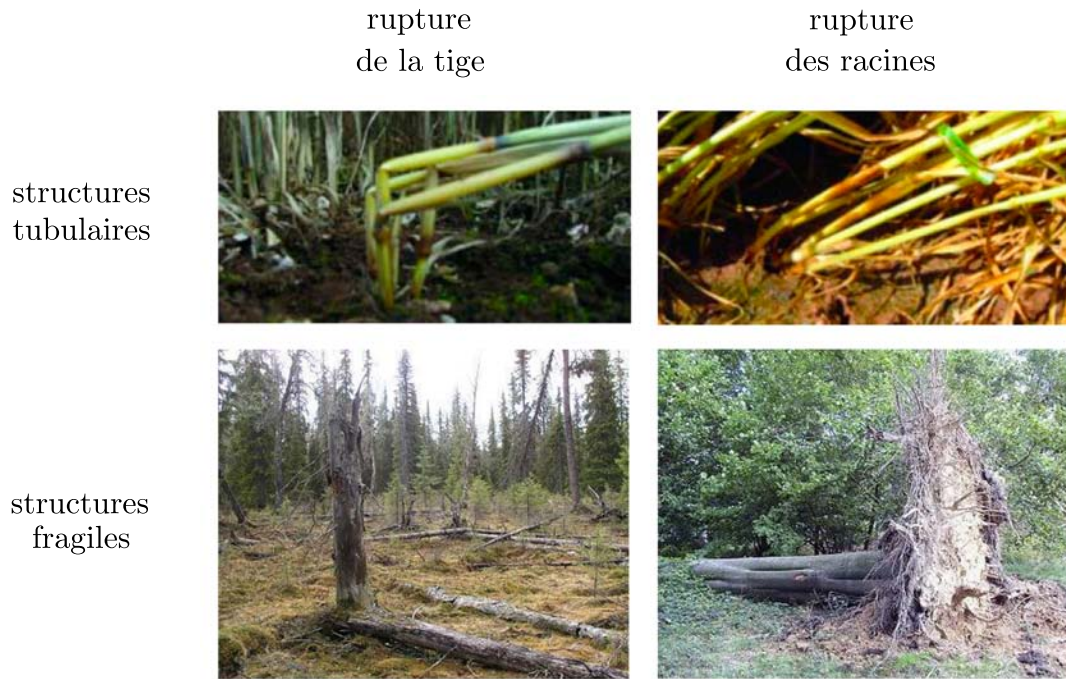 rupture
de la tige
rupture
des racines
structures
tubulaires
structures
fragiles